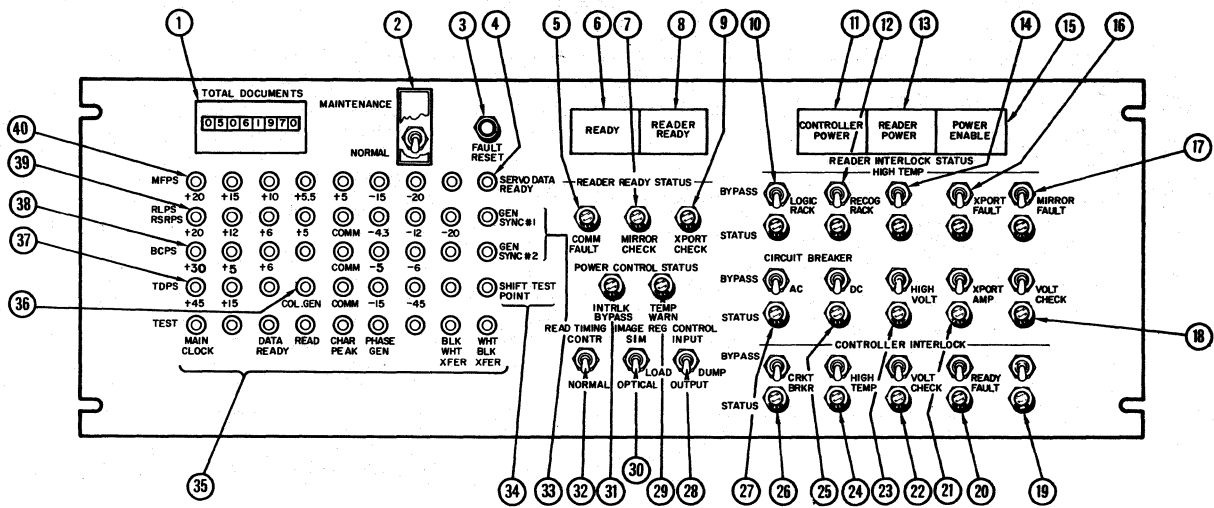 1 2 3 4 5 6 7 8 9 10 11 12 13 14 15 16
TOTAL DOCUMENTS
05061970
MAINTENANCE
NORMAL
FAULT RESET
READY
READER READY
CONTROLLER POWER
READER POWER
POWER ENABLE
READER INTERLOCK STATUS
HIGH TEMP
40
MFPS
+20 +15 +10 +5.5 +5 -15 -20
SERVO DATA READY
39
RLPS
RSRPS
+20 +12 +6 +5 COMM -4.3 -12 -20
GEN SYNC #1
38
BCPS
+30 +5 +6 COMM -5 -6
GEN SYNC #2
37
TDPS
+45 +15 COL.GEN COMM -15 -45
SHIFT TEST POINT
36
TEST
MAIN CLOCK
DATA READY
READ
CHAR PEAK
PHASE GEN
BLK WHT XFER
WHT BLK XFER
READER READY STATUS
COMM FAULT
MIRROR CHECK
XPORT CHECK
POWER CONTROL STATUS
INTRLK BYPASS
TEMP WARN
READ TIMING IMAGE REG CONTROL
CONTR SIM INPUT
LOAD DUMP
NORMAL OPTICAL OUTPUT
BYPASS
LOGIC RACK
RECOG RACK
XPORT FAULT
MIRROR FAULT
17
STATUS
CIRCUIT BREAKER
BYPASS
AC DC
HIGH VOLT
XPORT AMP
VOLT CHECK
STATUS
18
CONTROLLER INTERLOCK
BYPASS
CRKT BRKR
HIGH TEMP
VOLT CHECK
READY FAULT
STATUS
35 34 33 32 31 30 29 28 27 26 25 24 23 22 21 20 19